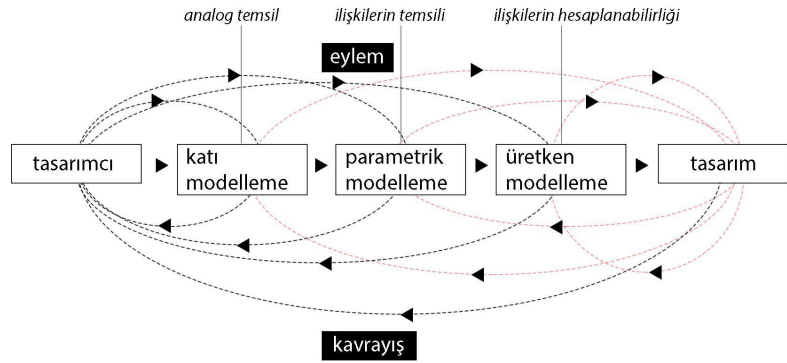 analog temsil
ilişkilerin temsili
ilişkilerin hesaplanabilirliği
eylem
tasarımcı
katı
modelleme
parametrik
modelleme
üretken
modelleme
tasarım
kavrayış